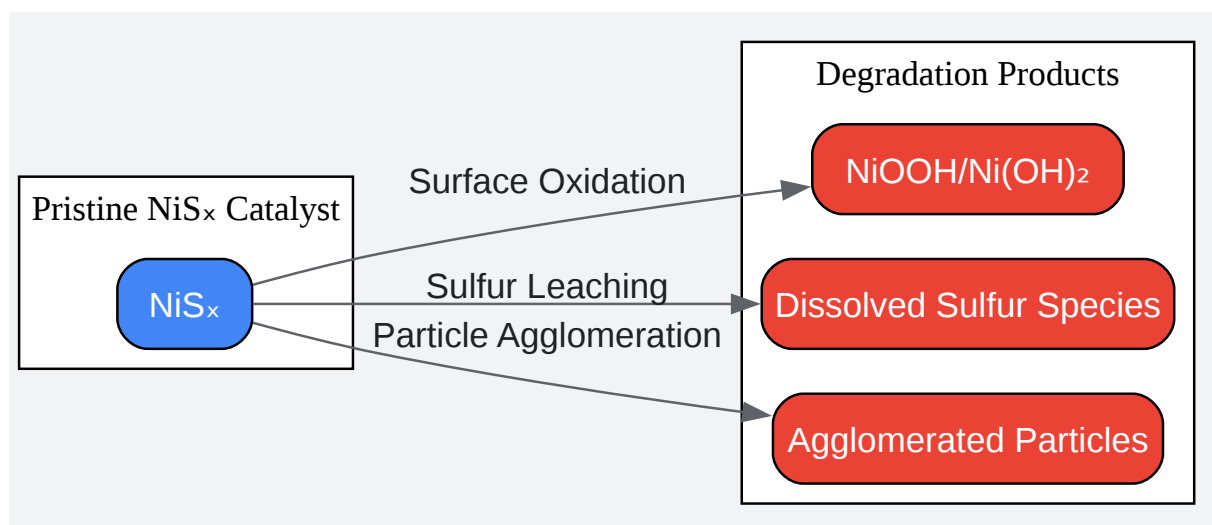 Degradation Products
NiOOH/Ni(OH)₂
Surface Oxidation
Pristine NiSₓ Catalyst
NiSₓ
Sulfur Leaching
Dissolved Sulfur Species
Particle Agglomeration
Agglomerated Particles